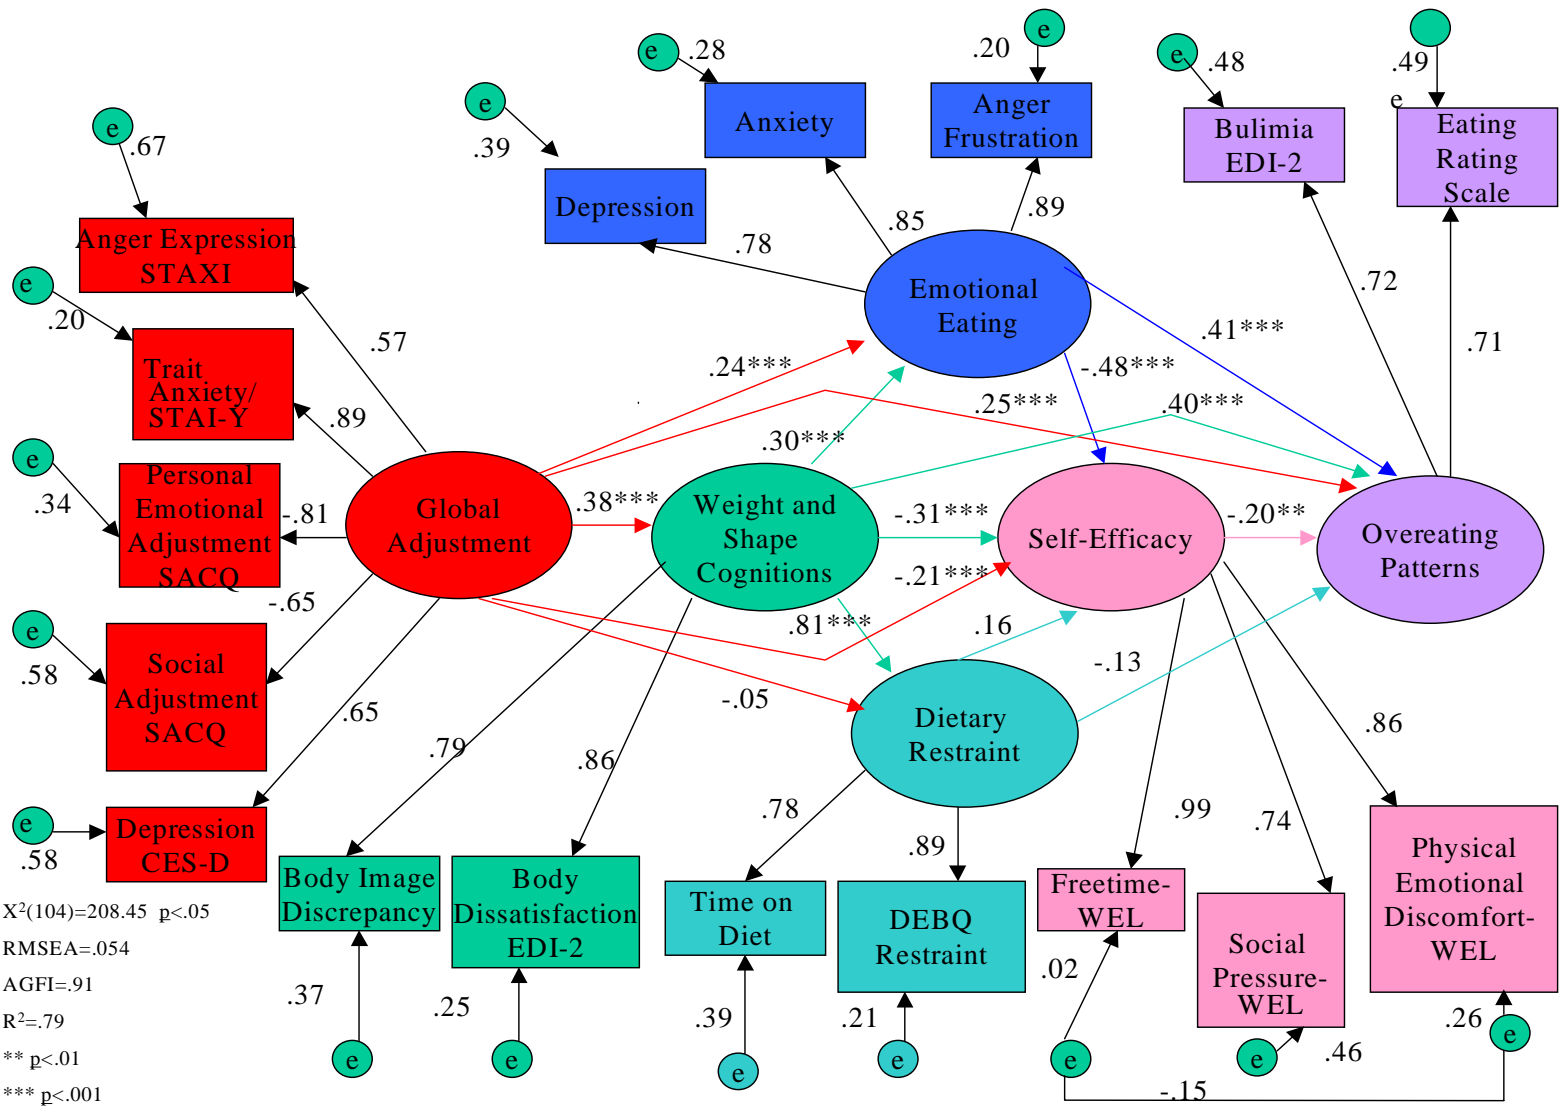 e
.28
e
.20
e
.48
.49
e
e
.39
e
.67
Anxiety
Anger
Frustration
Bulimia
EDI-2
Eating
Rating
Scale
Depression
.85
.89
.78
Anger Expression
STAXI
e
.20
.57
Emotional
Eating
.72
.71
.41***
Trait
Anxiety/
STAI-Y
.89
.24***
-.48***
.25***
.40***
.30***
e
.34
Personal
Emotional
Adjustment
SACQ
-.81
Global
Adjustment
.38***
Weight and
Shape
Cognitions
-.31***
Self-Efficacy
-.20**
Overeating
Patterns
-.21***
-.65
.81***
.16
-.13
e
.58
Social
Adjustment
SACQ
.65
-.05
Dietary
Restraint
.79
.86
.86
e
.58
Depression
CES-D
.78
.89
.99
.74
Body Image
Discrepancy
Body
Dissatisfaction
EDI-2
Time on
Diet
DEBQ
Restraint
Freetime-
WEL
Social
Pressure-
WEL
Physical
Emotional
Discomfort-
WEL
X²(104)=208.45 p<.05
RMSEA=.054
AGFI=.91
R²=.79
** p<.01
*** p<.001
.37
.25
.39
.21
.02
.46
.26
e
e
e
e
e
e
e
-.15